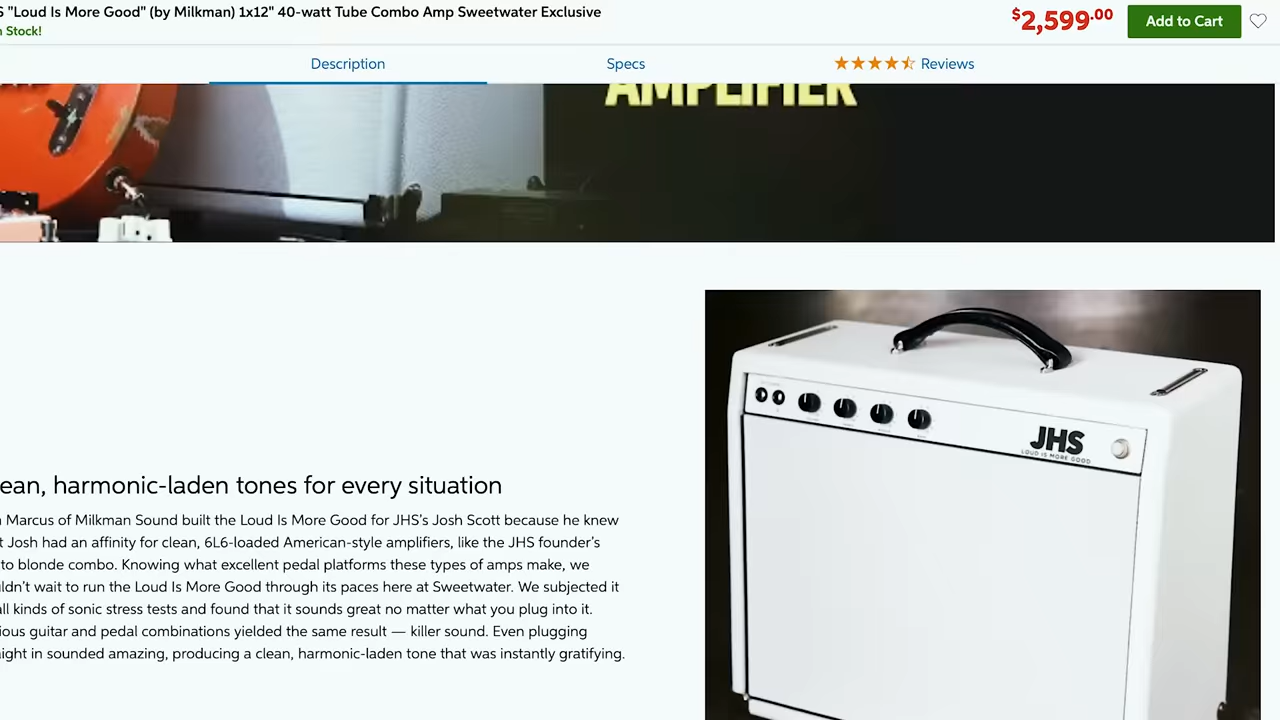 S "Loud Is More Good" (by Milkman) 1x12" 40-watt Tube Combo Amp Sweetwater Exclusive
$2,599.00
Add to Cart
n Stock!
Description
Specs
Reviews
AMPLIFIER
JHS
LOUD IS MORE GOOD
ean, harmonic-laden tones for every situation
n Marcus of Milkman Sound built the Loud Is More Good for JHS's Josh Scott because he knew
t Josh had an affinity for clean, 6L6-loaded American-style amplifiers, like the JHS founder's
to blonde combo. Knowing what excellent pedal platforms these types of amps make, we
ldn't wait to run the Loud Is More Good through its paces here at Sweetwater. We subjected it
all kinds of sonic stress tests and found that it sounds great no matter what you plug into it.
ious guitar and pedal combinations yielded the same result — killer sound. Even plugging
ight in sounded amazing, producing a clean, harmonic-laden tone that was instantly gratifying.